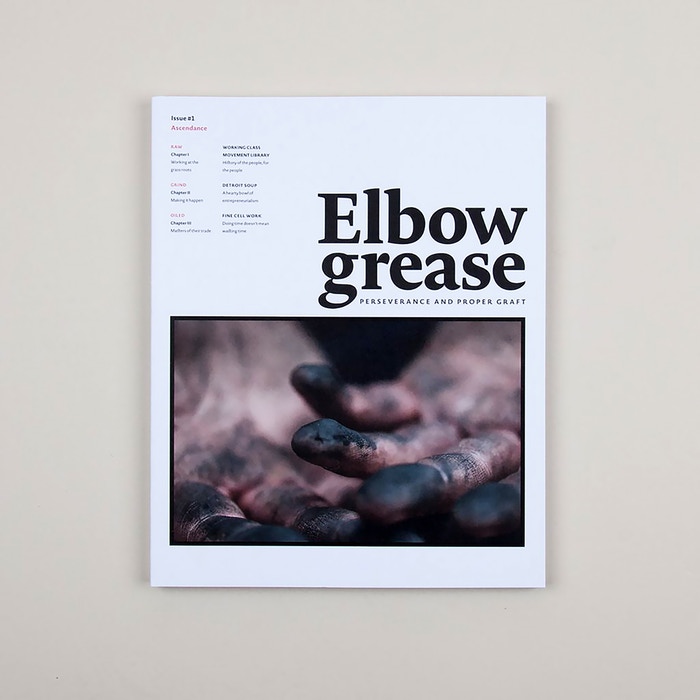 Issue #1
Ascendance
RAW
Chapter I
Working at the
grass roots
WORKING CLASS
MOVEMENT LIBRARY
History of the people, for
the people
GRIND
Chapter II
Making it happen
DETROIT SOUP
A hearty bowl of
entrepreneurialism
OILED
Chapter III
Masters of their trade
FINE CELL WORK
Doing time doesn't mean
wasting time
Elbow
grease
PERSEVERANCE AND PROPER GRAFT